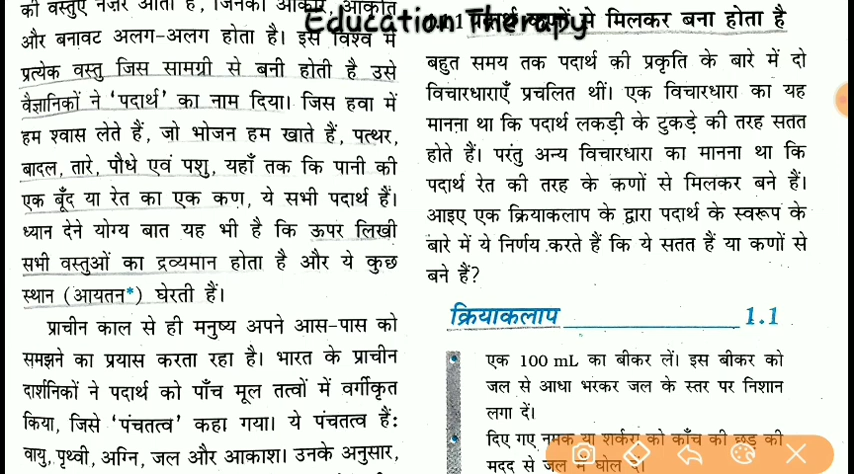 की वस्तुएँ नज़र आती हैं, जिनका आकार, आकृति
और बनावट अलग-अलग होता है। इस विश्व में
प्रत्येक वस्तु जिस सामग्री से बनी होती है उसे
वैज्ञानिकों ने 'पदार्थ' का नाम दिया। जिस हवा में
हम श्वास लेते हैं, जो भोजन हम खाते हैं, पत्थर,
बादल, तारे, पौधे एवं पशु, यहाँ तक कि पानी की
एक बूँद या रेत का एक कण, ये सभी पदार्थ हैं।
ध्यान देने योग्य बात यह भी है कि ऊपर लिखी
सभी वस्तुओं का द्रव्यमान होता है और ये कुछ
स्थान (आयतन*) घेरती हैं।
प्राचीन काल से ही मनुष्य अपने आस-पास को
समझने का प्रयास करता रहा है। भारत के प्राचीन
दार्शनिकों ने पदार्थ को पाँच मूल तत्वों में वर्गीकृत
किया, जिसे 'पंचतत्व' कहा गया। ये पंचतत्व हैं:
वायु, पृथ्वी, अग्नि, जल और आकाश। उनके अनुसार,
Education Therapy
पदार्थ कणों से मिलकर बना होता है
बहुत समय तक पदार्थ की प्रकृति के बारे में दो
विचारधाराएँ प्रचलित थीं। एक विचारधारा का यह
मानना था कि पदार्थ लकड़ी के टुकड़े की तरह सतत
होते हैं। परंतु अन्य विचारधारा का मानना था कि
पदार्थ रेत की तरह के कणों से मिलकर बने हैं।
आइए एक क्रियाकलाप के द्वारा पदार्थ के स्वरूप के
बारे में ये निर्णय करते हैं कि ये सतत हैं या कणों से
बने हैं?
क्रियाकलाप 1.1
एक 100 mL का बीकर लें। इस बीकर को
जल से आधा भरकर जल के स्तर पर निशान
लगा दें।
दिए गए नमक या शर्करा को काँच की छड़ की
मदद से जल में घोल दें।